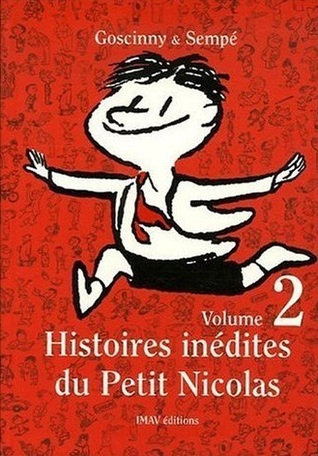 Goscinny & Sempé
Volume 2
Histoires inédites
du Petit Nicolas
IMAV éditions